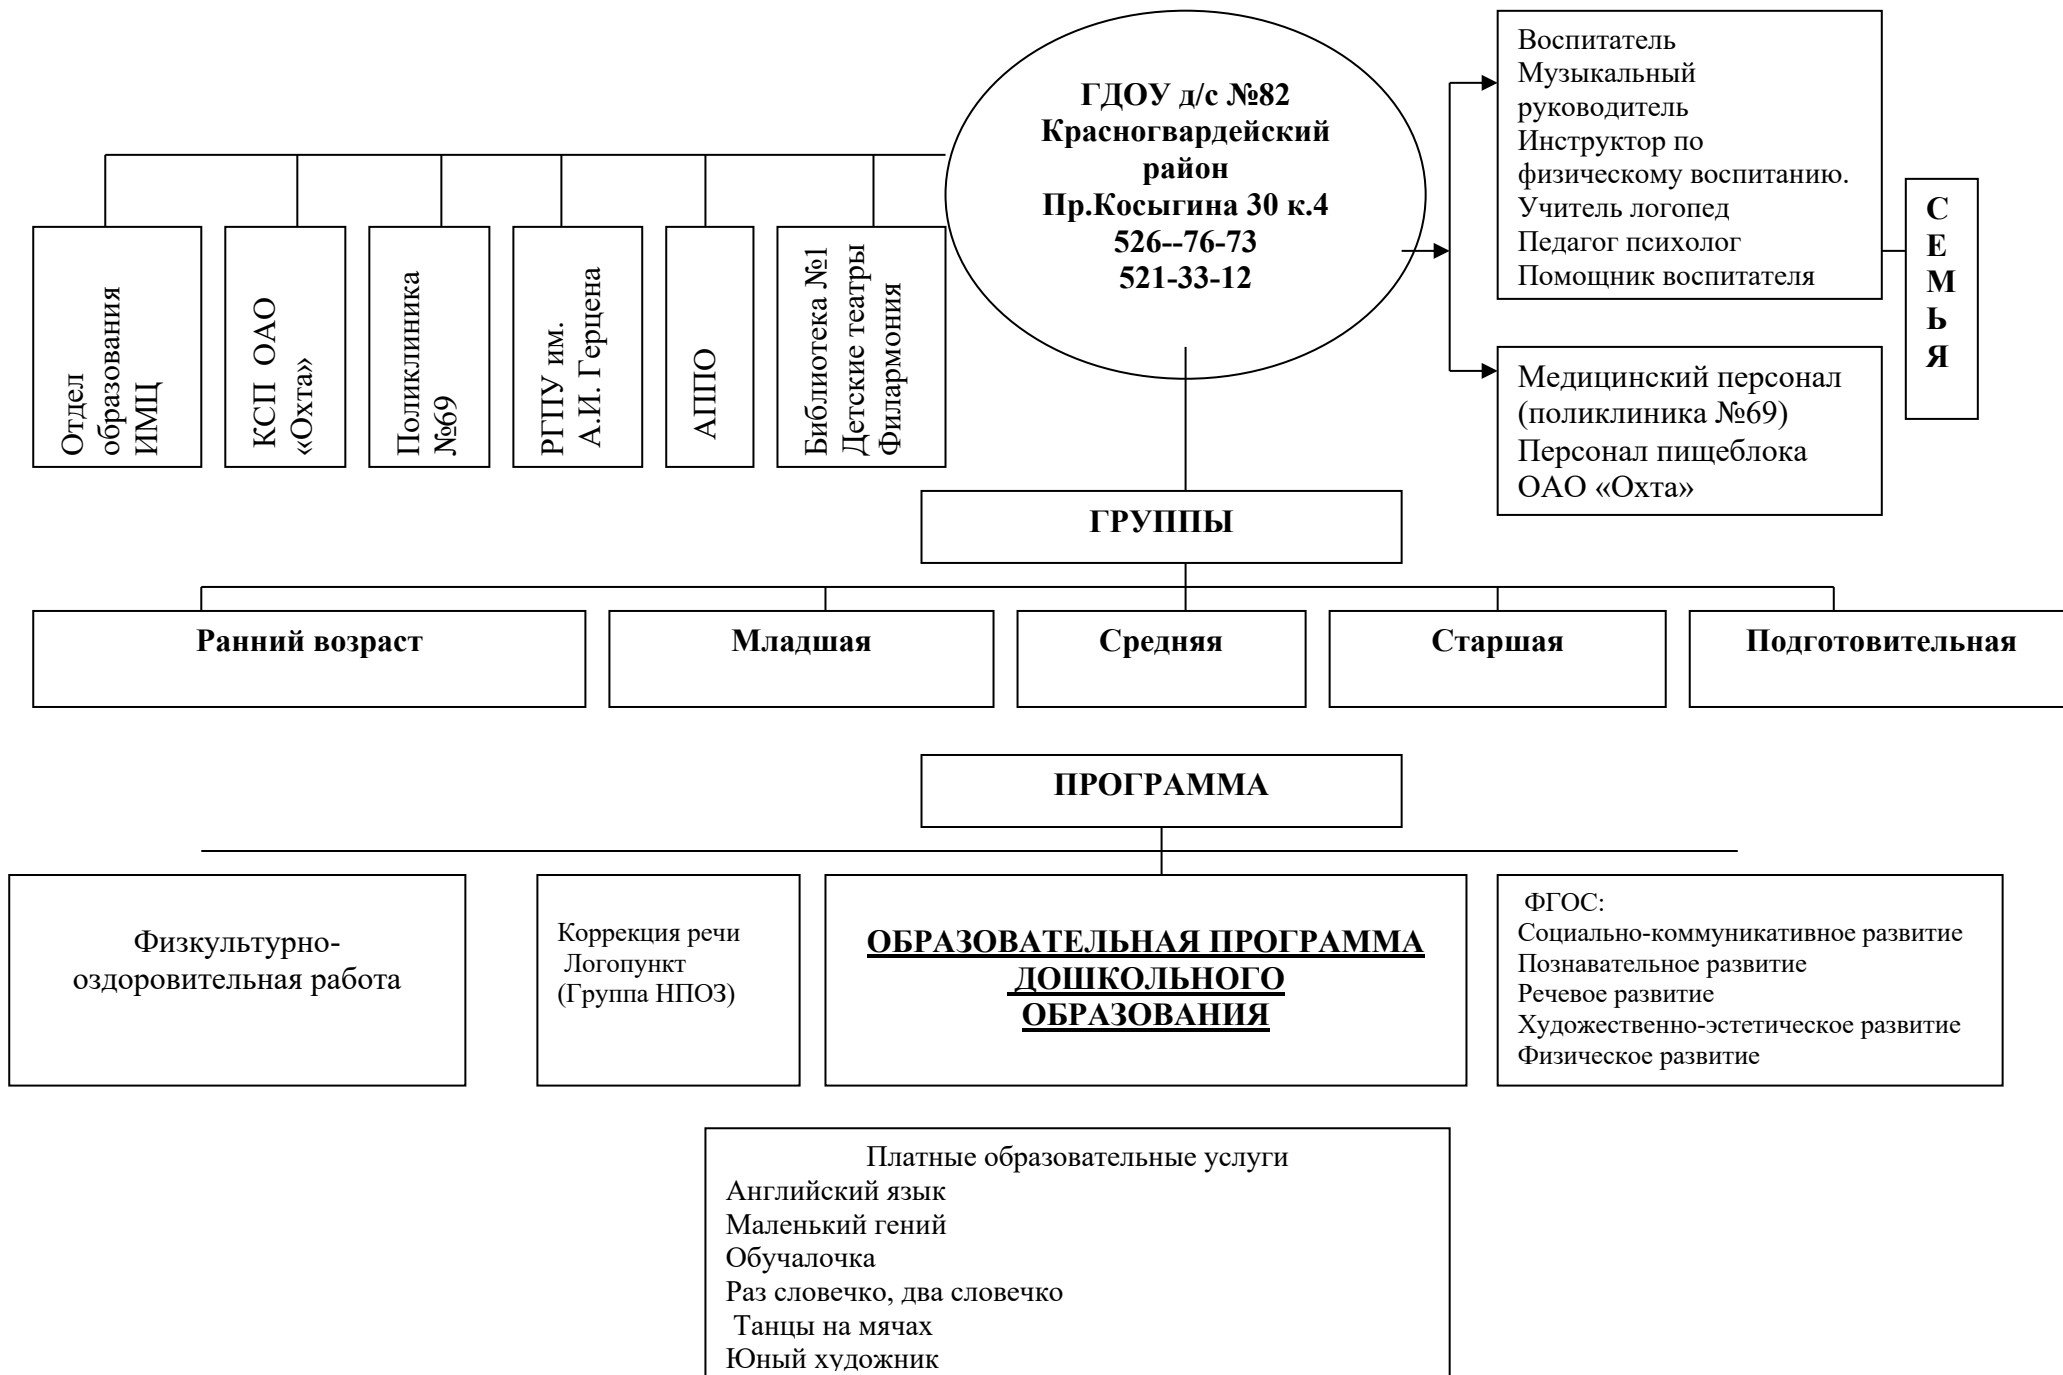 ГДОУ д/с №82
Красногвардейский
район
Пр.Косыгина 30 к.4
526--76-73
521-33-12
Воспитатель
Музыкальный
руководитель
Инструктор по
физическому воспитанию.
Учитель логопед
Педагог психолог
Помощник воспитателя
С
Е
М
Ь
Я
Медицинский персонал
(поликлиника №69)
Персонал пищеблока
ОАО «Охта»
Отдел
образования
ИМЦ
КСП ОАО
«Охта»
Поликлиника
№69
РГПУ им.
А.И. Герцена
АППО
Библиотека №1
Детские театры
Филармония
ГРУППЫ
Ранний возраст
Младшая
Средняя
Старшая
Подготовительная
ПРОГРАММА
Физкультурно-
оздоровительная работа
Коррекция речи
Логопункт
(Группа НПОЗ)
ОБРАЗОВАТЕЛЬНАЯ ПРОГРАММА
ДОШКОЛЬНОГО
ОБРАЗОВАНИЯ
ФГОС:
Социально-коммуникативное развитие
Познавательное развитие
Речевое развитие
Художественно-эстетическое развитие
Физическое развитие
Платные образовательные услуги
Английский язык
Маленький гений
Обучалочка
Раз словечко, два словечко
Танцы на мячах
Юный художник